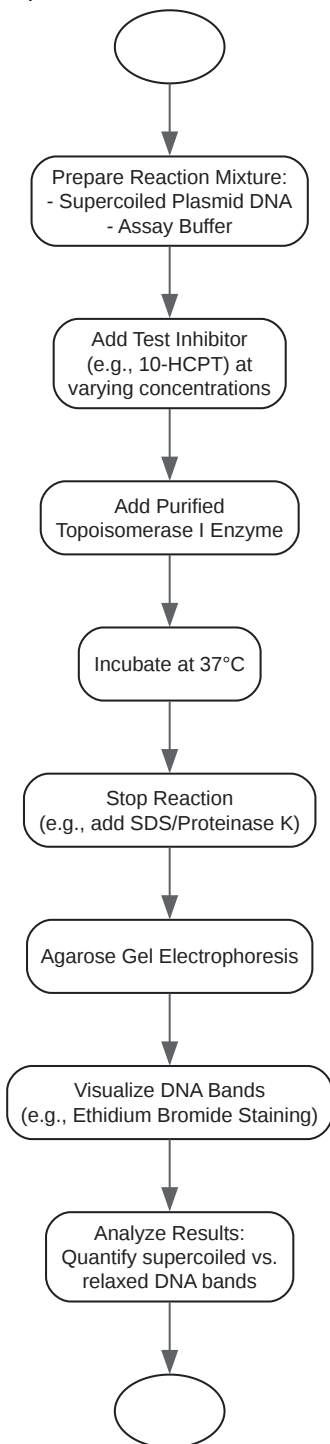 Prepare Reaction Mixture:
- Supercoiled Plasmid DNA
- Assay Buffer
Add Test Inhibitor
(e.g., 10-HCPT) at
varying concentrations
Add Purified
Topoisomerase I Enzyme
Incubate at 37°C
Stop Reaction
(e.g., add SDS/Proteinase K)
Agarose Gel Electrophoresis
Visualize DNA Bands
(e.g., Ethidium Bromide Staining)
Analyze Results:
Quantify supercoiled vs.
relaxed DNA bands